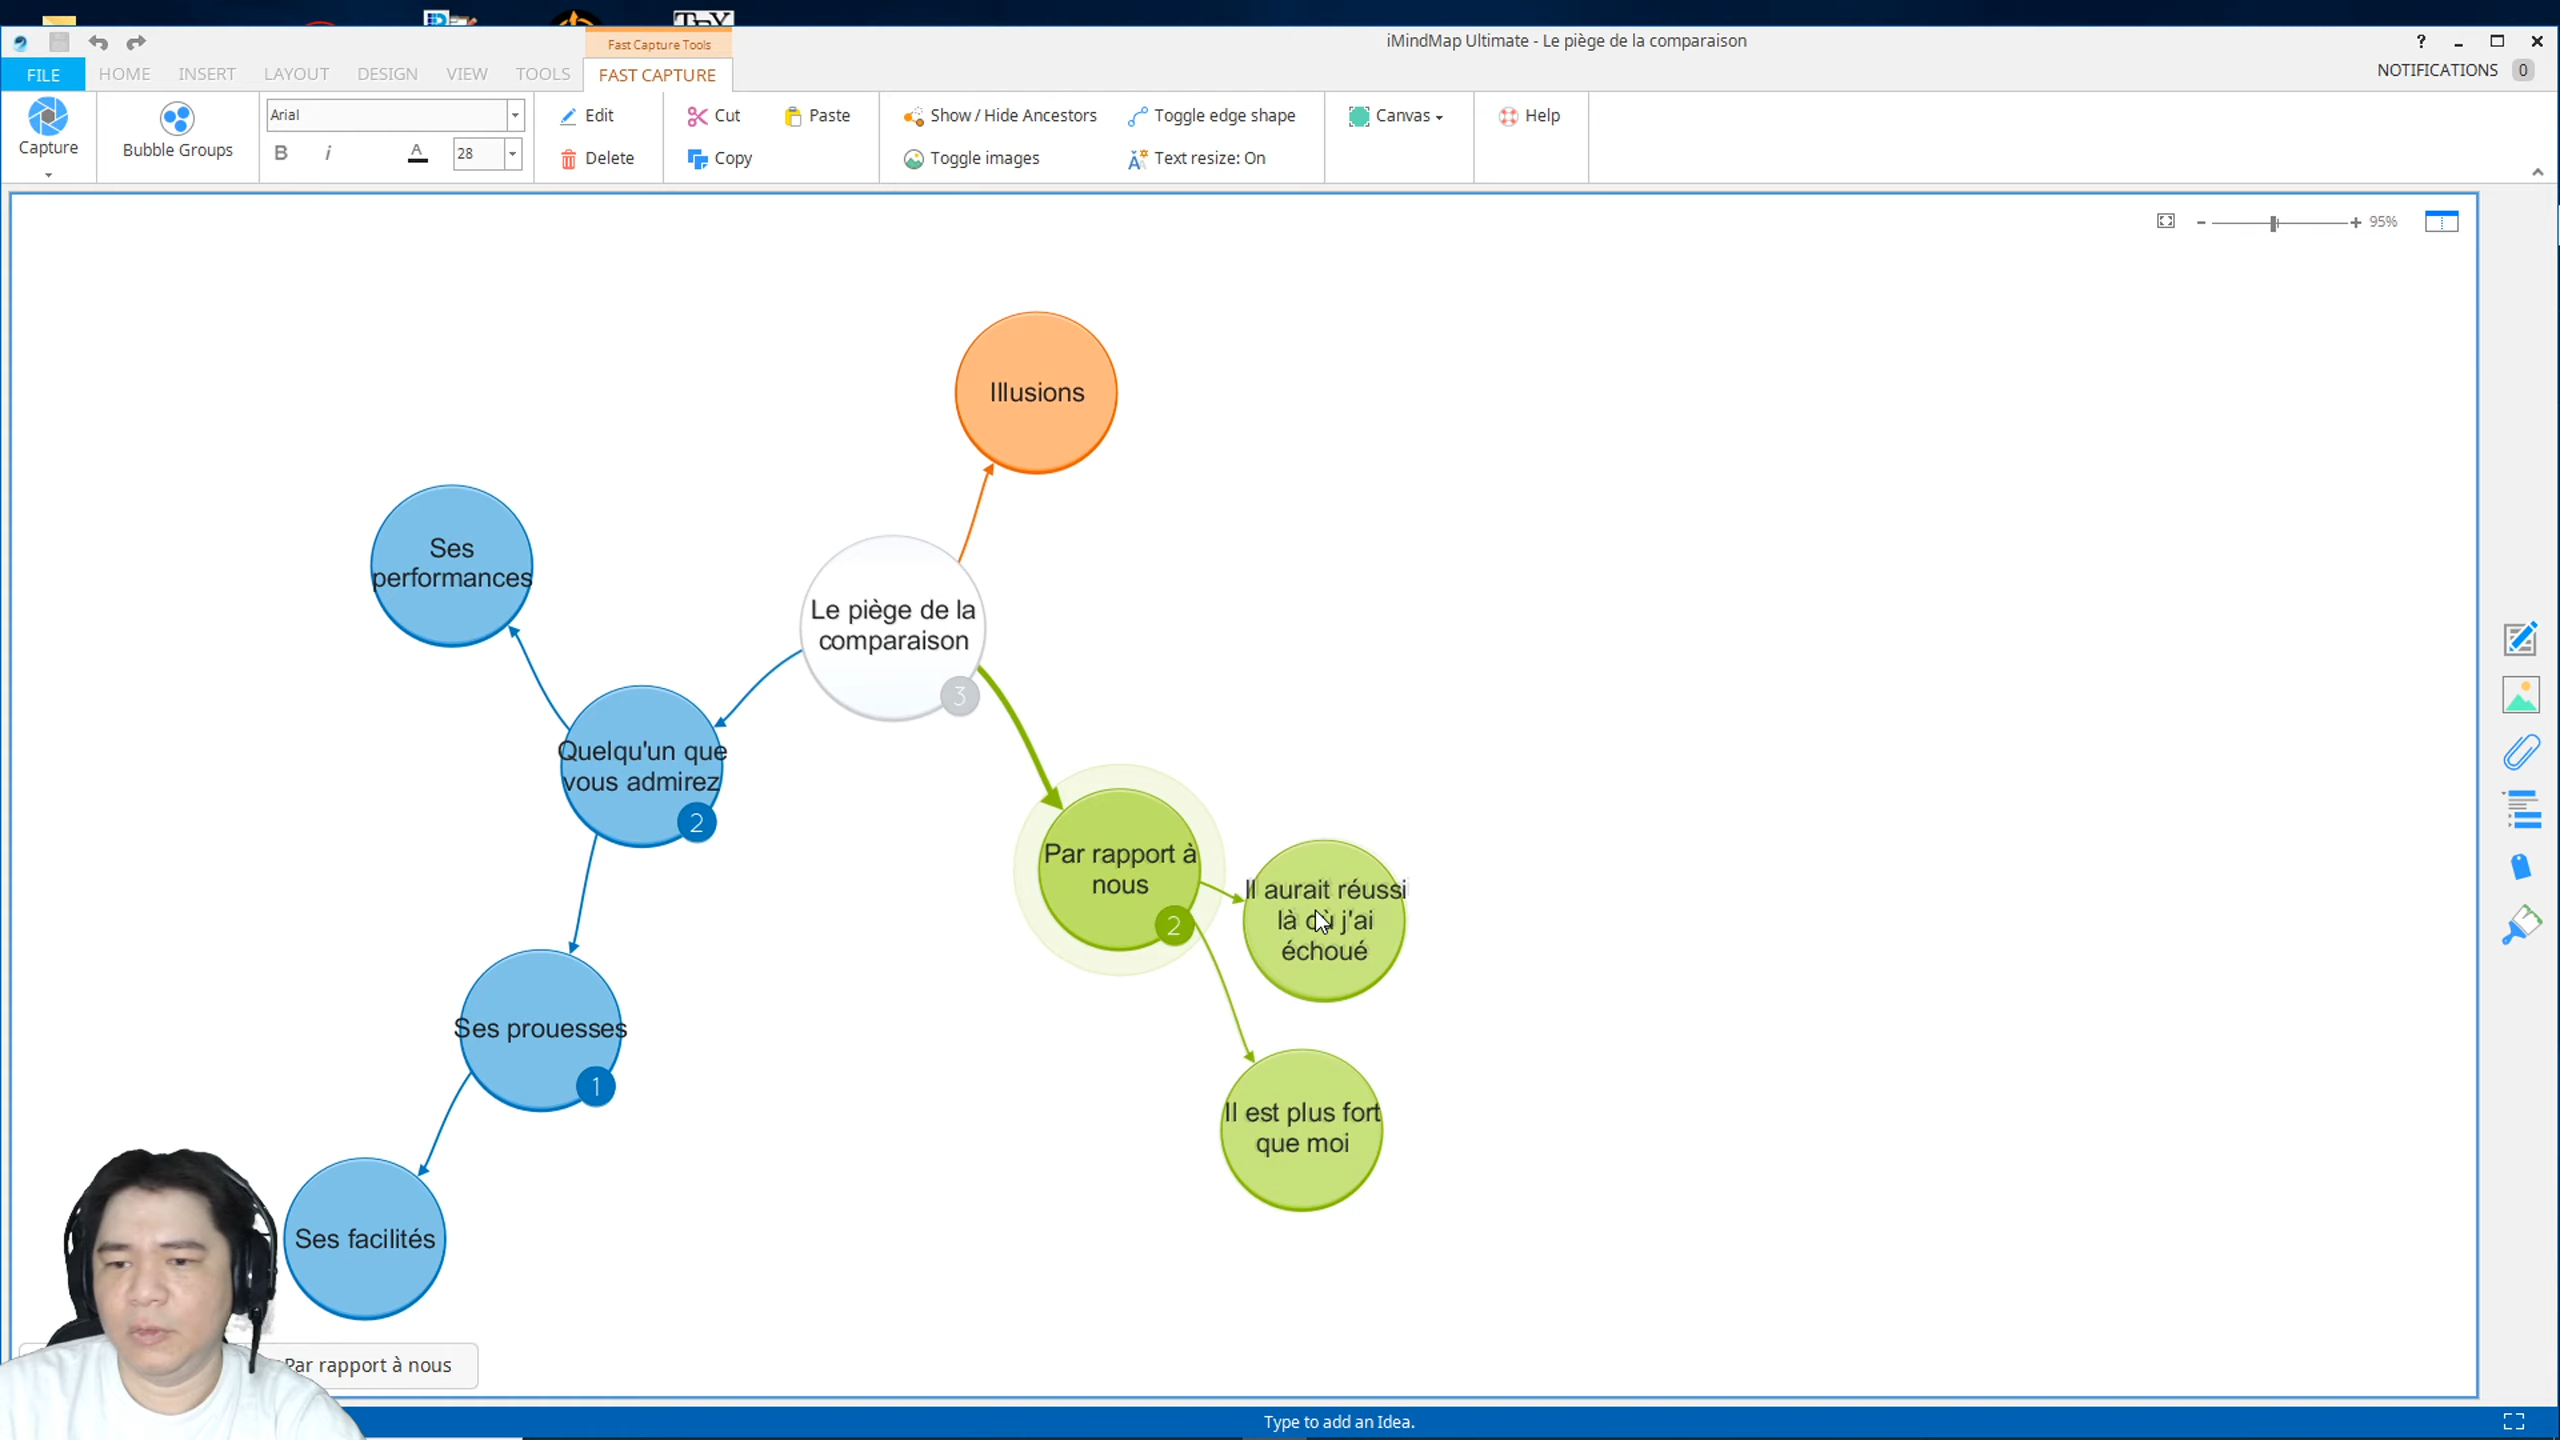 TEX
Fast Capture Tools
iMindMap Ultimate - Le piège de la comparaison
?
FILE
HOME
INSERT
LAYOUT
DESIGN
VIEW
TOOLS
FAST CAPTURE
NOTIFICATIONS 0
Capture
Bubble Groups
Arial
B i A 28
Edit
Delete
Cut
Paste
Copy
Show / Hide Ancestors
Toggle images
Toggle edge shape
Text resize: On
Canvas
Help
95%
Illusions
Ses
performances
Le piège de la
comparaison
3
Quelqu'un que
vous admirez
2
Par rapport à
nous
2
Il aurait réussi
là où j'ai
échoué
Ses prouesses
1
Il est plus fort
que moi
Ses facilités
Par rapport à nous
Type to add an Idea.